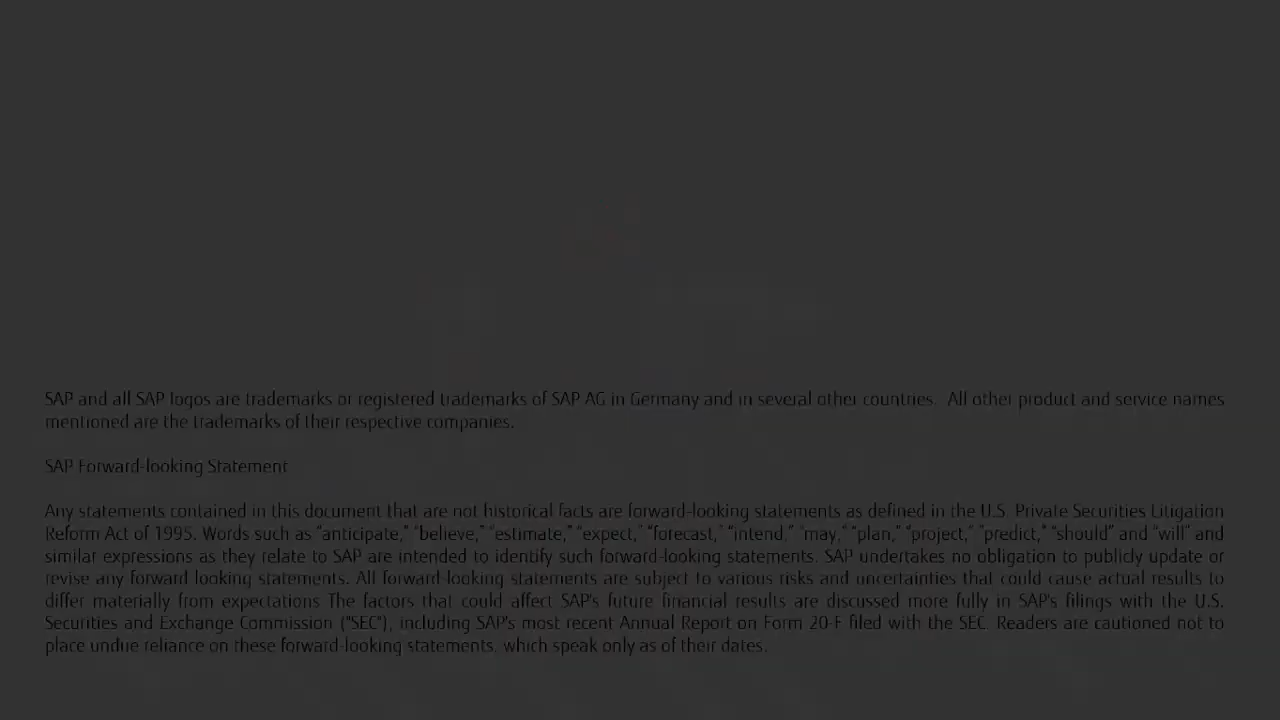 SAP and all SAP logos are trademarks or registered trademarks of SAP AG in Germany and in several other countries.  All other product and service names
mentioned are the trademarks of their respective companies.
SAP Forward-looking Statement
Any statements contained in this document that are not historical facts are forward-looking statements as defined in the U.S. Private Securities Litigation
Reform Act of 1995. Words such as “anticipate,” “believe,” “estimate,” “expect,” “forecast,” “intend,” “may,” “plan,” “project,” “predict,” “should” and “will” and
similar expressions as they relate to SAP are intended to identify such forward-looking statements. SAP undertakes no obligation to publicly update or
revise any forward looking statements. All forward-looking statements are subject to various risks and uncertainties that could cause actual results to
differ materially from expectations The factors that could affect SAP's future financial results are discussed more fully in SAP's filings with the U.S.
Securities and Exchange Commission ("SEC"), including SAP's most recent Annual Report on Form 20-F filed with the SEC. Readers are cautioned not to
place undue reliance on these forward-looking statements, which speak only as of their dates.